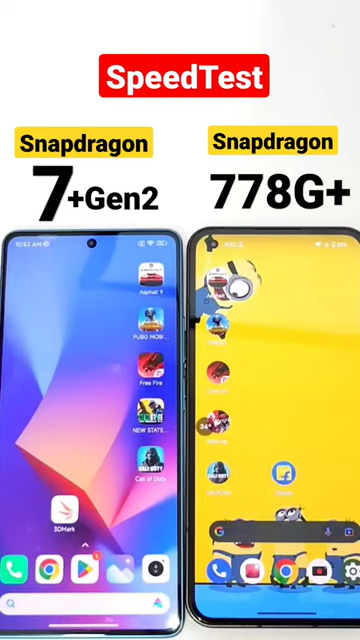 SpeedTest
Snapdragon
7+Gen2
Snapdragon
778G+
10:53 AM
Asphalt 9
PUBG MOBI...
Free Fire
NEW STATE...
Call of Duty
3DMark